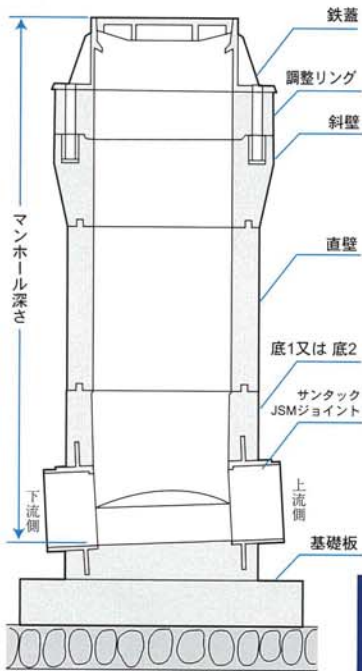 鉄蓋
調整リング
斜壁
マンホール深さ
直壁
底1又は 底2
サンタック
JSMジョイント
下流側
上流側
基礎板